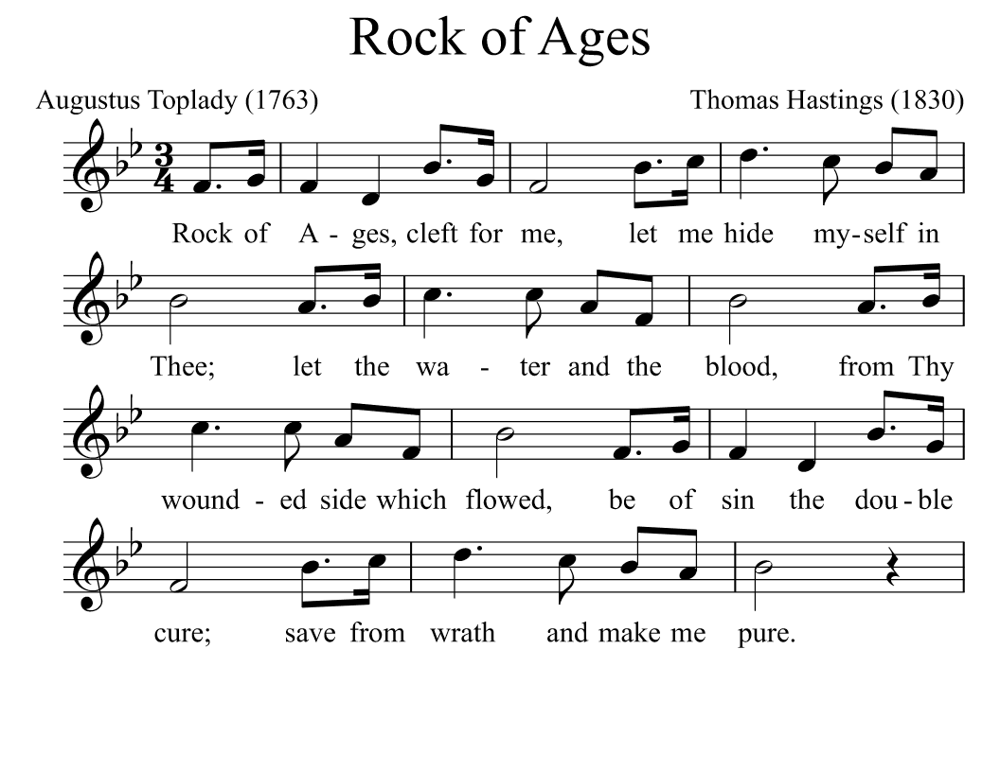 Rock of Ages
Augustus Toplady (1763) Thomas Hastings (1830)
3
4
Rock of A - ges, cleft for me, let me hide my-self in
Thee; let the wa - ter and the blood, from Thy
wound - ed side which flowed, be of sin the dou-ble
cure; save from wrath and make me pure.